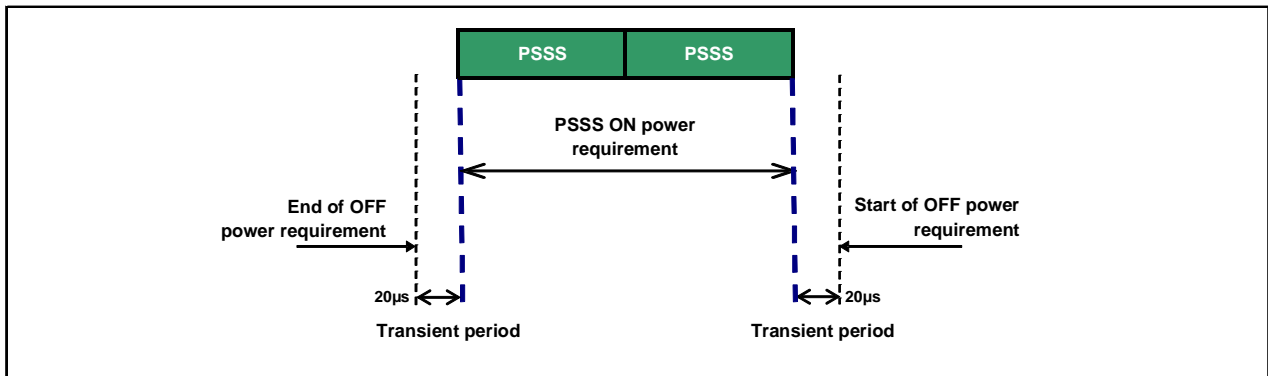 PSSS PSSS
PSSS ON power
requirement
End of OFF
power requirement
Start of OFF power
requirement
20µs
20µs
Transient period
Transient period